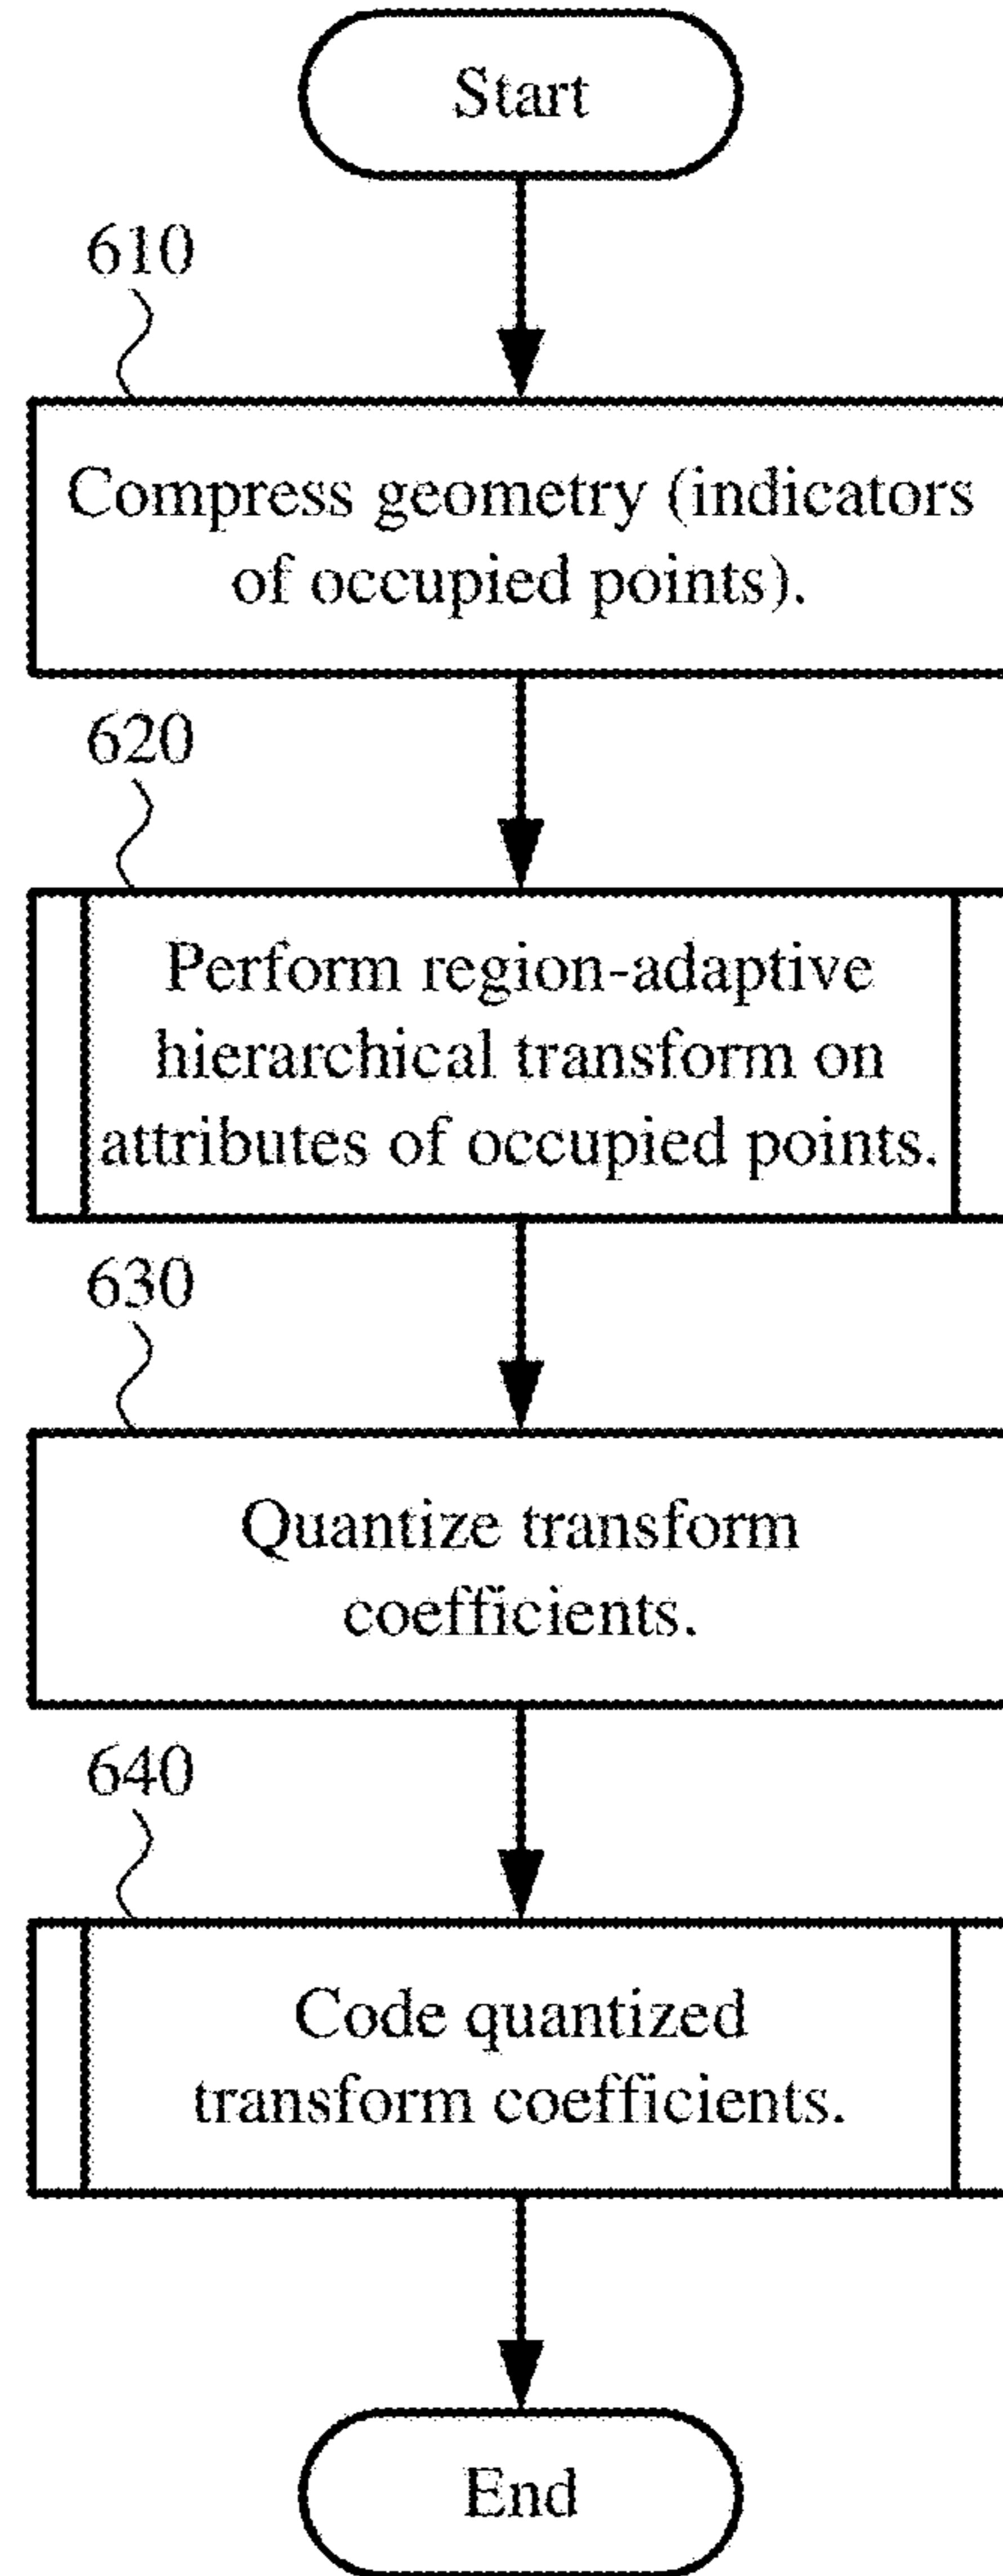 Start
610
Compress geometry (indicators
of occupied points).
620
Perform region-adaptive
hierarchical transform on
attributes of occupied points.
630
Quantize transform
coefficients.
640
Code quantized
transform coefficients.
End